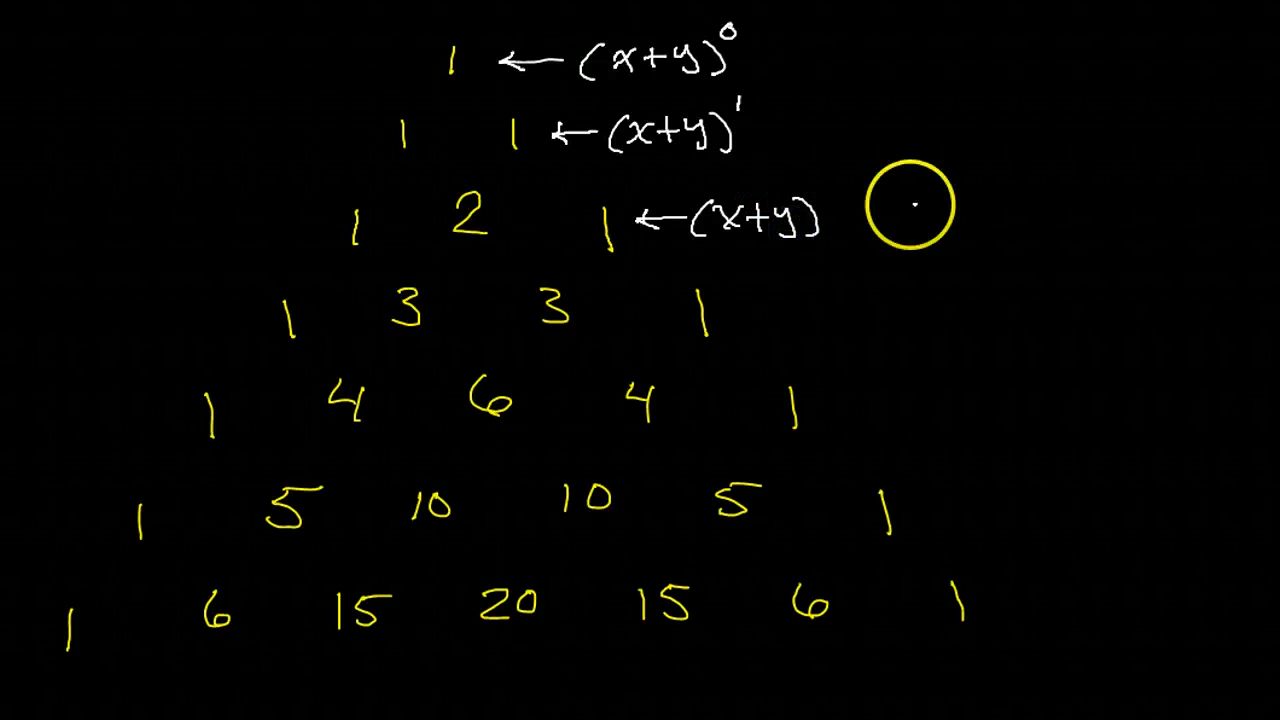 1 ← (x+y)⁰
1 1 ← (x+y)¹
1 2 1 ← (x+y)
1 3 3 1
1 4 6 4 1
1 5 10 10 5 1
1 6 15 20 15 6 1